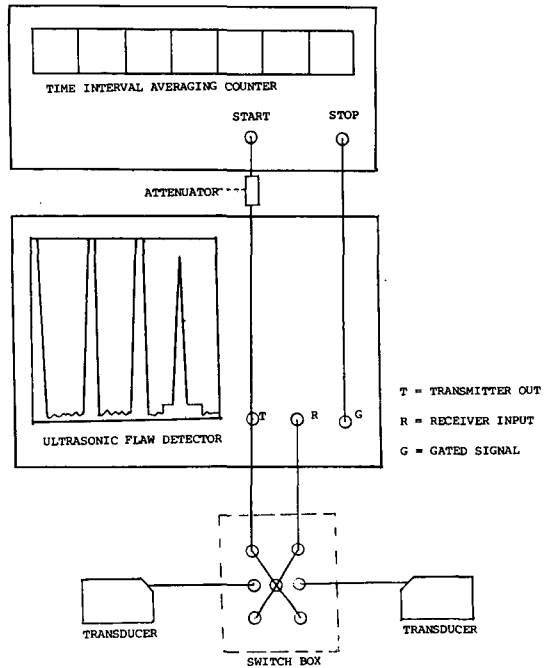 TIME INTERVAL AVERAGING COUNTER
START STOP
ATTENUATOR
T R G
T = TRANSMITTER OUT
ULTRASONIC FLAW DETECTOR
R = RECEIVER INPUT
G = GATED SIGNAL
TRANSDUCER
TRANSDUCER
SWITCH BOX